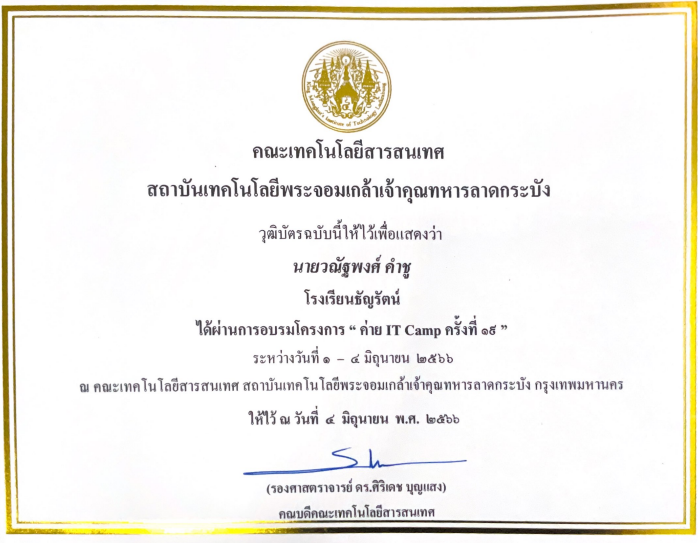 คณะเทคโนโลยีสารสนเทศ
สถาบันเทคโนโลยีพระจอมเกล้าเจ้าคุณทหารลาดกระบัง
วุฒิบัตรฉบับนี้ให้ไว้เพื่อแสดงว่า
นายวณัฐพงศ์ คำชู
โรงเรียนธัญรัตน์
ได้ผ่านการอบรมโครงการ “ ค่าย IT Camp ครั้งที่ ๑๙ ”
ระหว่างวันที่ ๑ – ๔ มิถุนายน ๒๕๖๖
ณ คณะเทคโนโลยีสารสนเทศ สถาบันเทคโนโลยีพระจอมเกล้าเจ้าคุณทหารลาดกระบัง กรุงเทพมหานคร
ให้ไว้ ณ วันที่ ๔ มิถุนายน พ.ศ. ๒๕๖๖
(รองศาสตราจารย์ ดร.ศิริเดช บุญแสง)
คณบดีคณะเทคโนโลยีสารสนเทศ